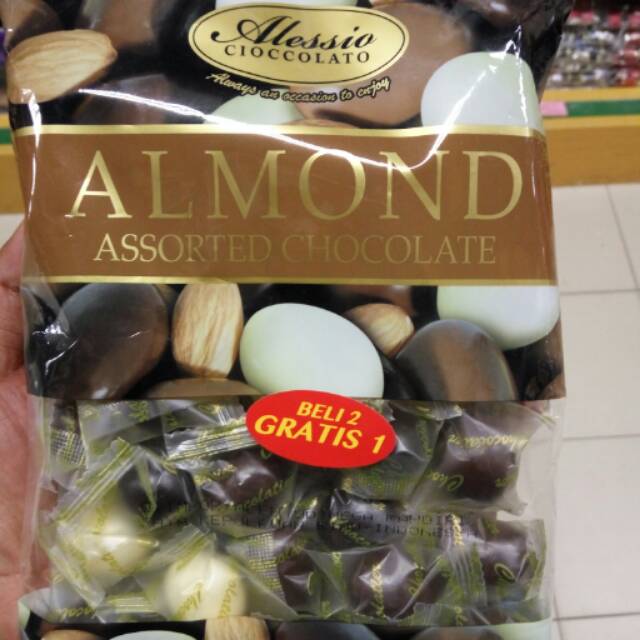 Alessio
CIOCCOLATO
Always an occasion to enjoy
ALMOND
ASSORTED CHOCOLATE
BELI 2
GRATIS 1